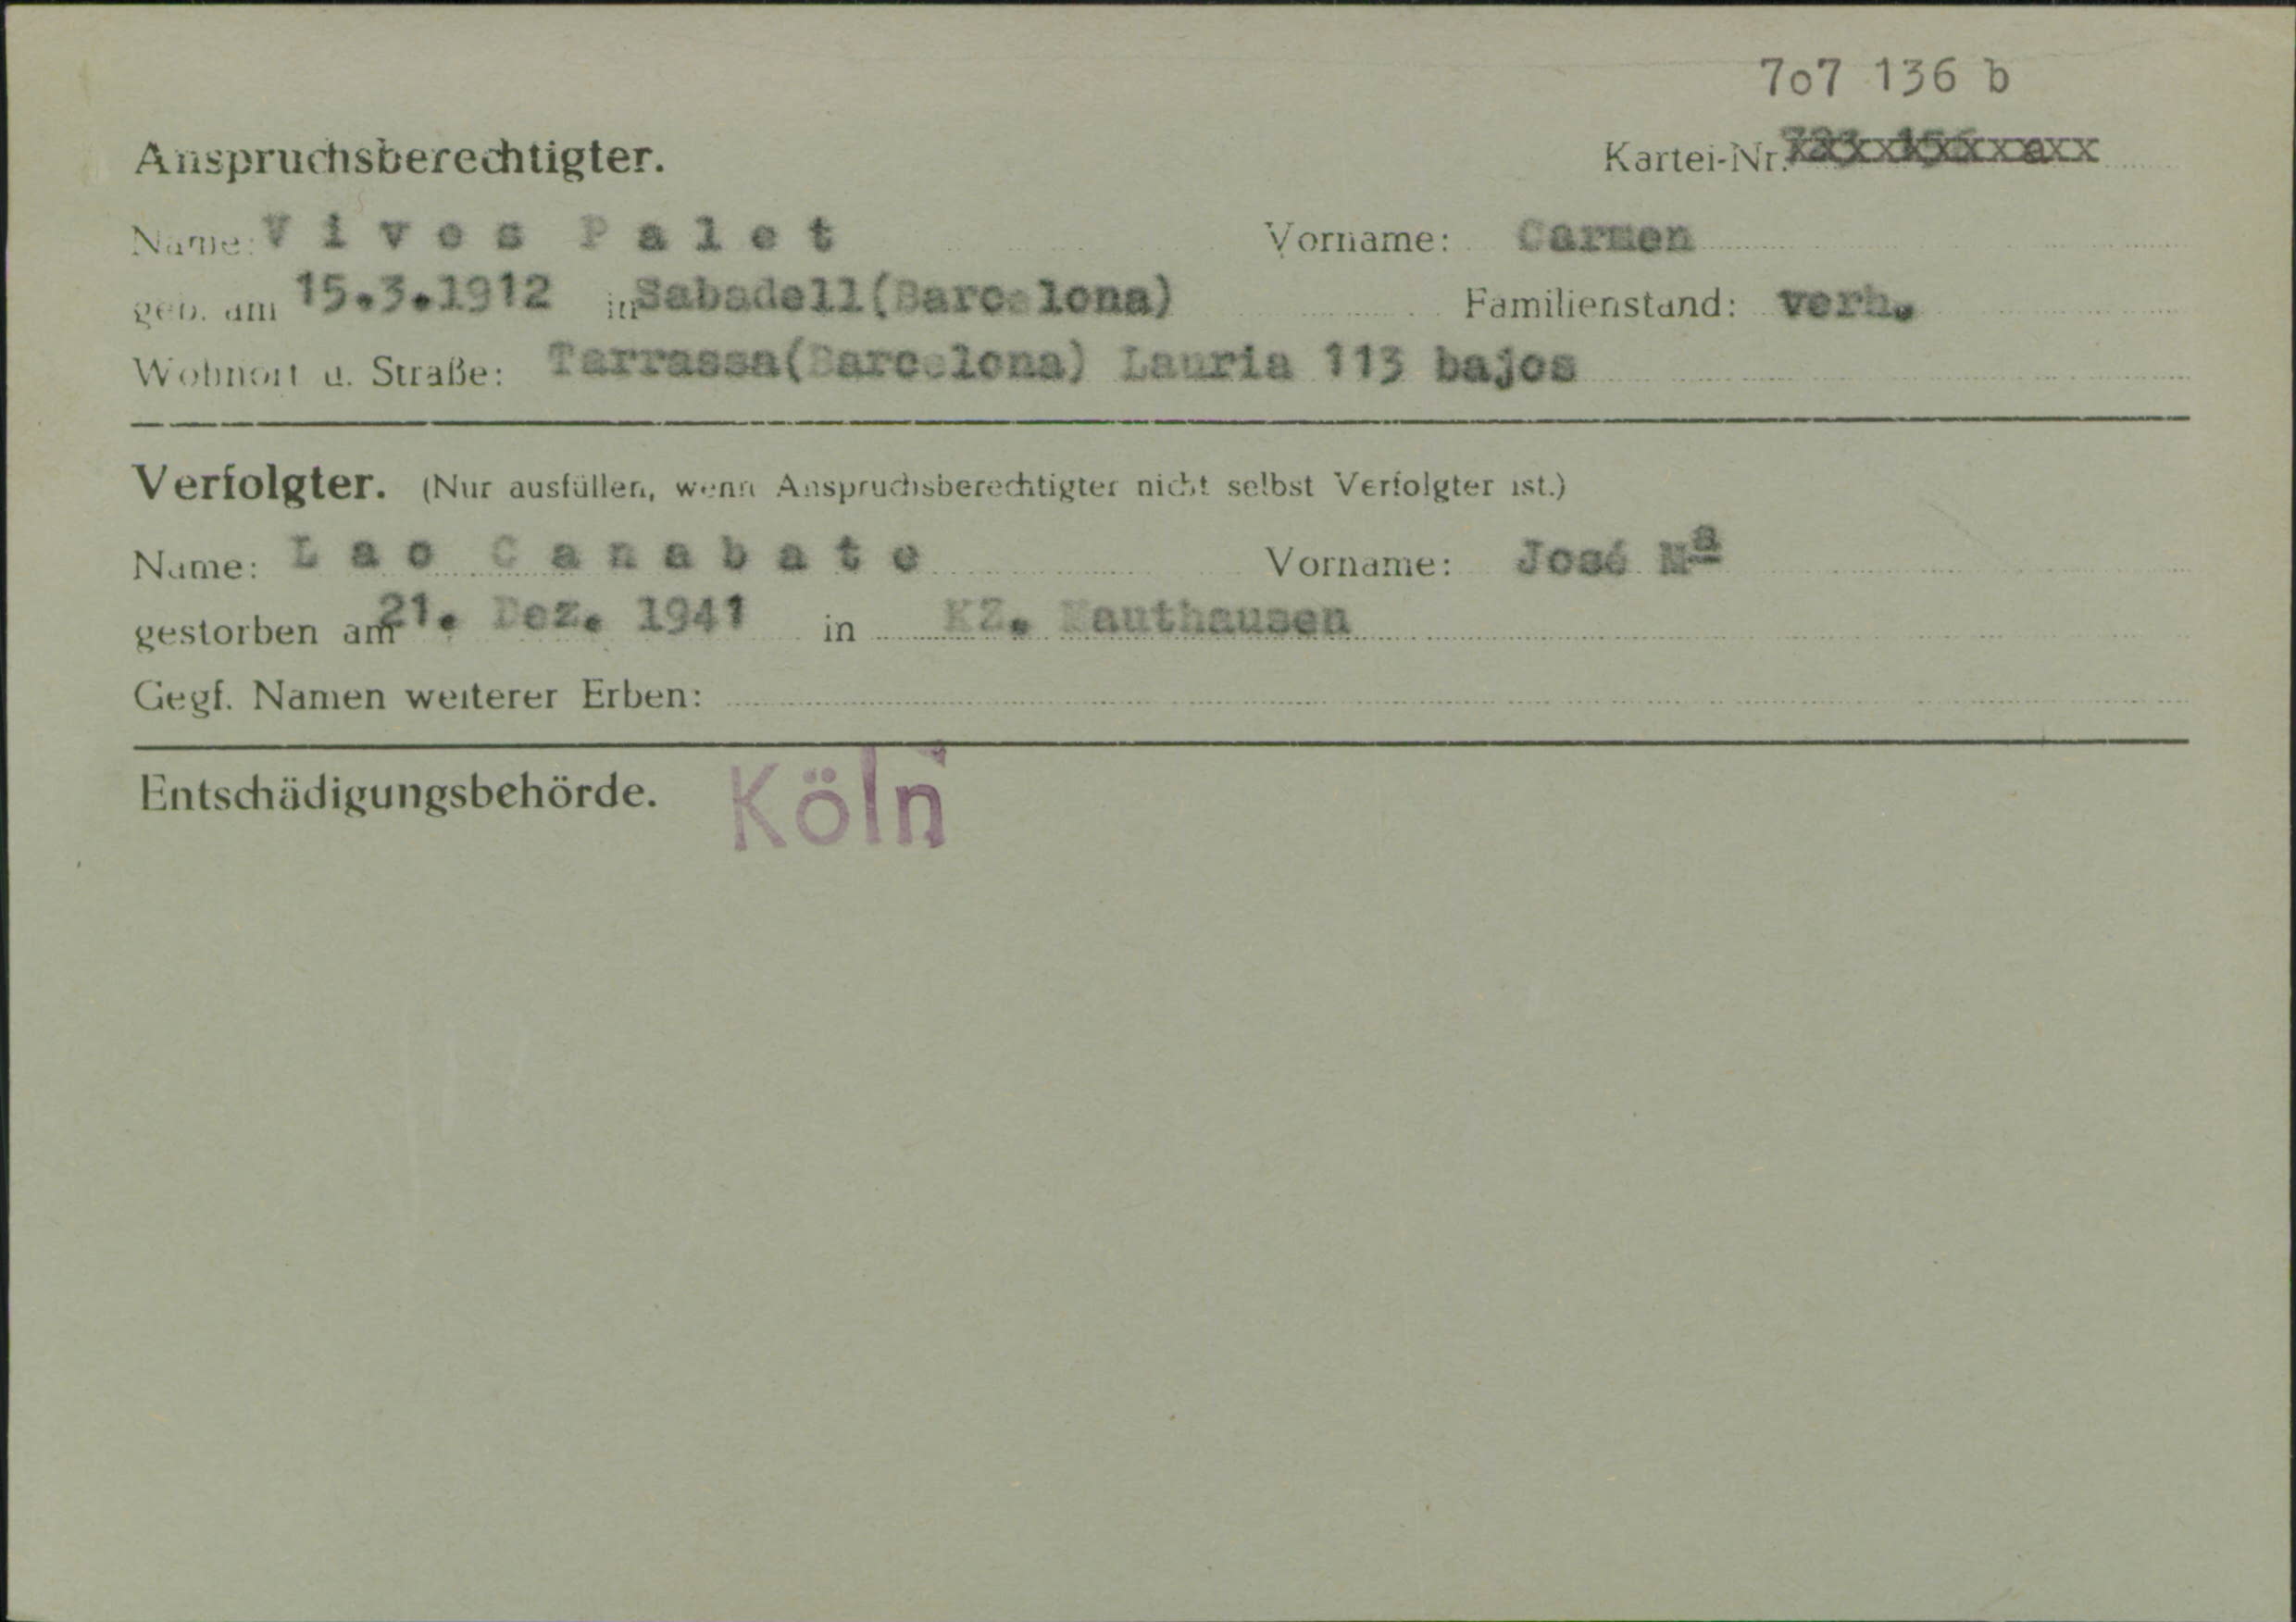 7o7 136 b
Anspruchsberechtigter. Kartei-Nr.
Name: Vives Palet Vorname: Carmen
geb. am 15.3.1912 in Sabadell(Barcelona) Familienstand: verh.
Wohnort u. Straße: Tarrassa(Barcelona) Lauria 113 bajos
Verfolgter. (Nur ausfüllen, wenn Anspruchsberechtigter nicht selbst Verfolgter ist.)
Name: Lao Canabate Vorname: José Mª
gestorben am 21. Dez. 1941 in KZ. Mauthausen
Gegf. Namen weiterer Erben:
Entschädigungsbehörde. Köln